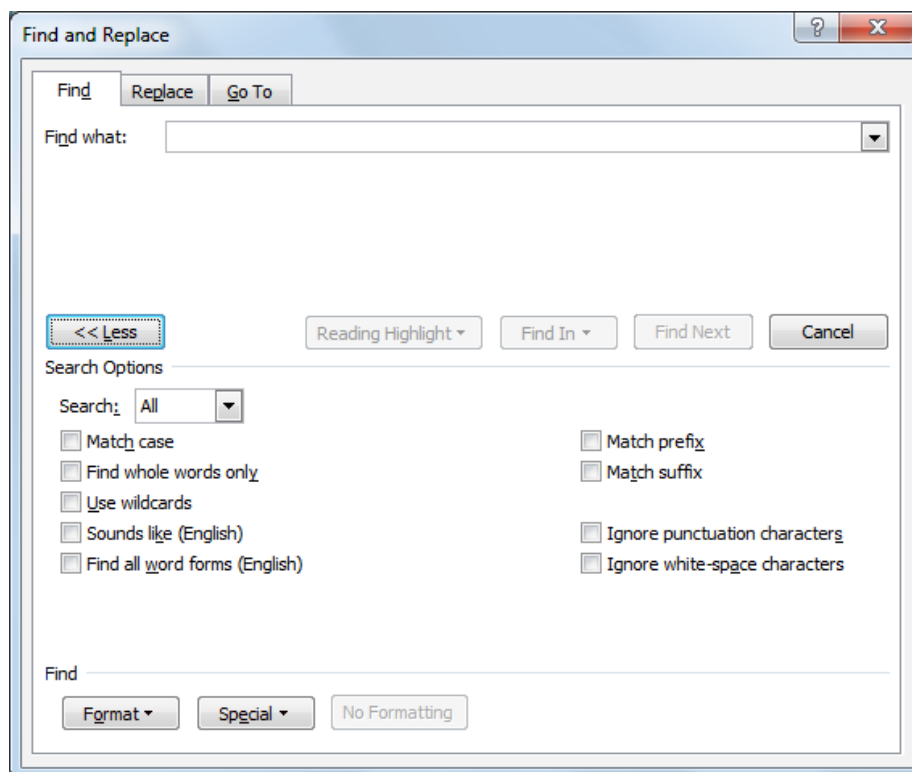 Find and Replace
Find Replace Go To
Find what:
<< Less Reading Highlight Find In Find Next Cancel
Search Options
Search: All
Match case Match prefix
Find whole words only Match suffix
Use wildcards
Sounds like (English) Ignore punctuation characters
Find all word forms (English) Ignore white-space characters
Find
Format Special No Formatting